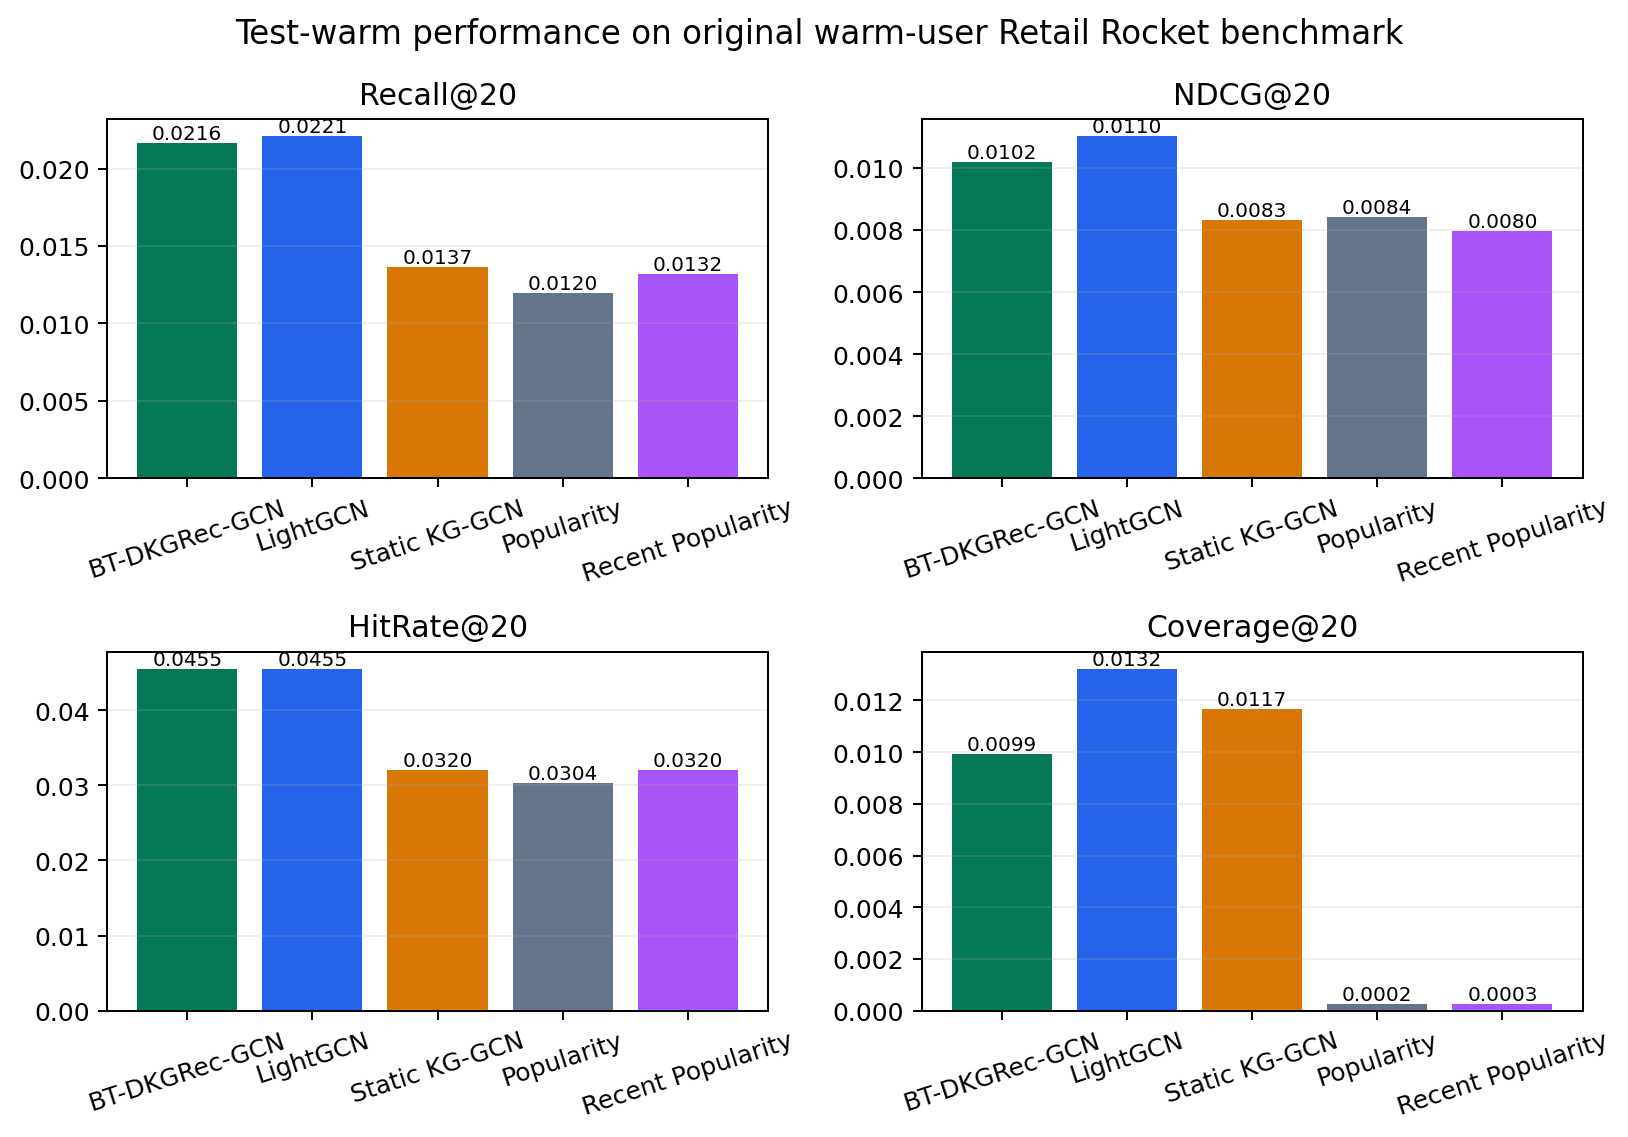 Test-warm performance on original warm-user Retail Rocket benchmark
Recall@20
0.020
0.015
0.010
0.005
0.000
0.0216
0.0221
0.0137
0.0120
0.0132
BT-DKGRec-GCN
LightGCN
Static KG-GCN
Popularity
Recent Popularity
NDCG@20
0.010
0.008
0.006
0.004
0.002
0.000
0.0102
0.0110
0.0083
0.0084
0.0080
BT-DKGRec-GCN
LightGCN
Static KG-GCN
Popularity
Recent Popularity
HitRate@20
0.04
0.03
0.02
0.01
0.00
0.0455
0.0455
0.0320
0.0304
0.0320
BT-DKGRec-GCN
LightGCN
Static KG-GCN
Popularity
Recent Popularity
Coverage@20
0.012
0.010
0.008
0.006
0.004
0.002
0.000
0.0099
0.0132
0.0117
0.0002
0.0003
BT-DKGRec-GCN
LightGCN
Static KG-GCN
Popularity
Recent Popularity